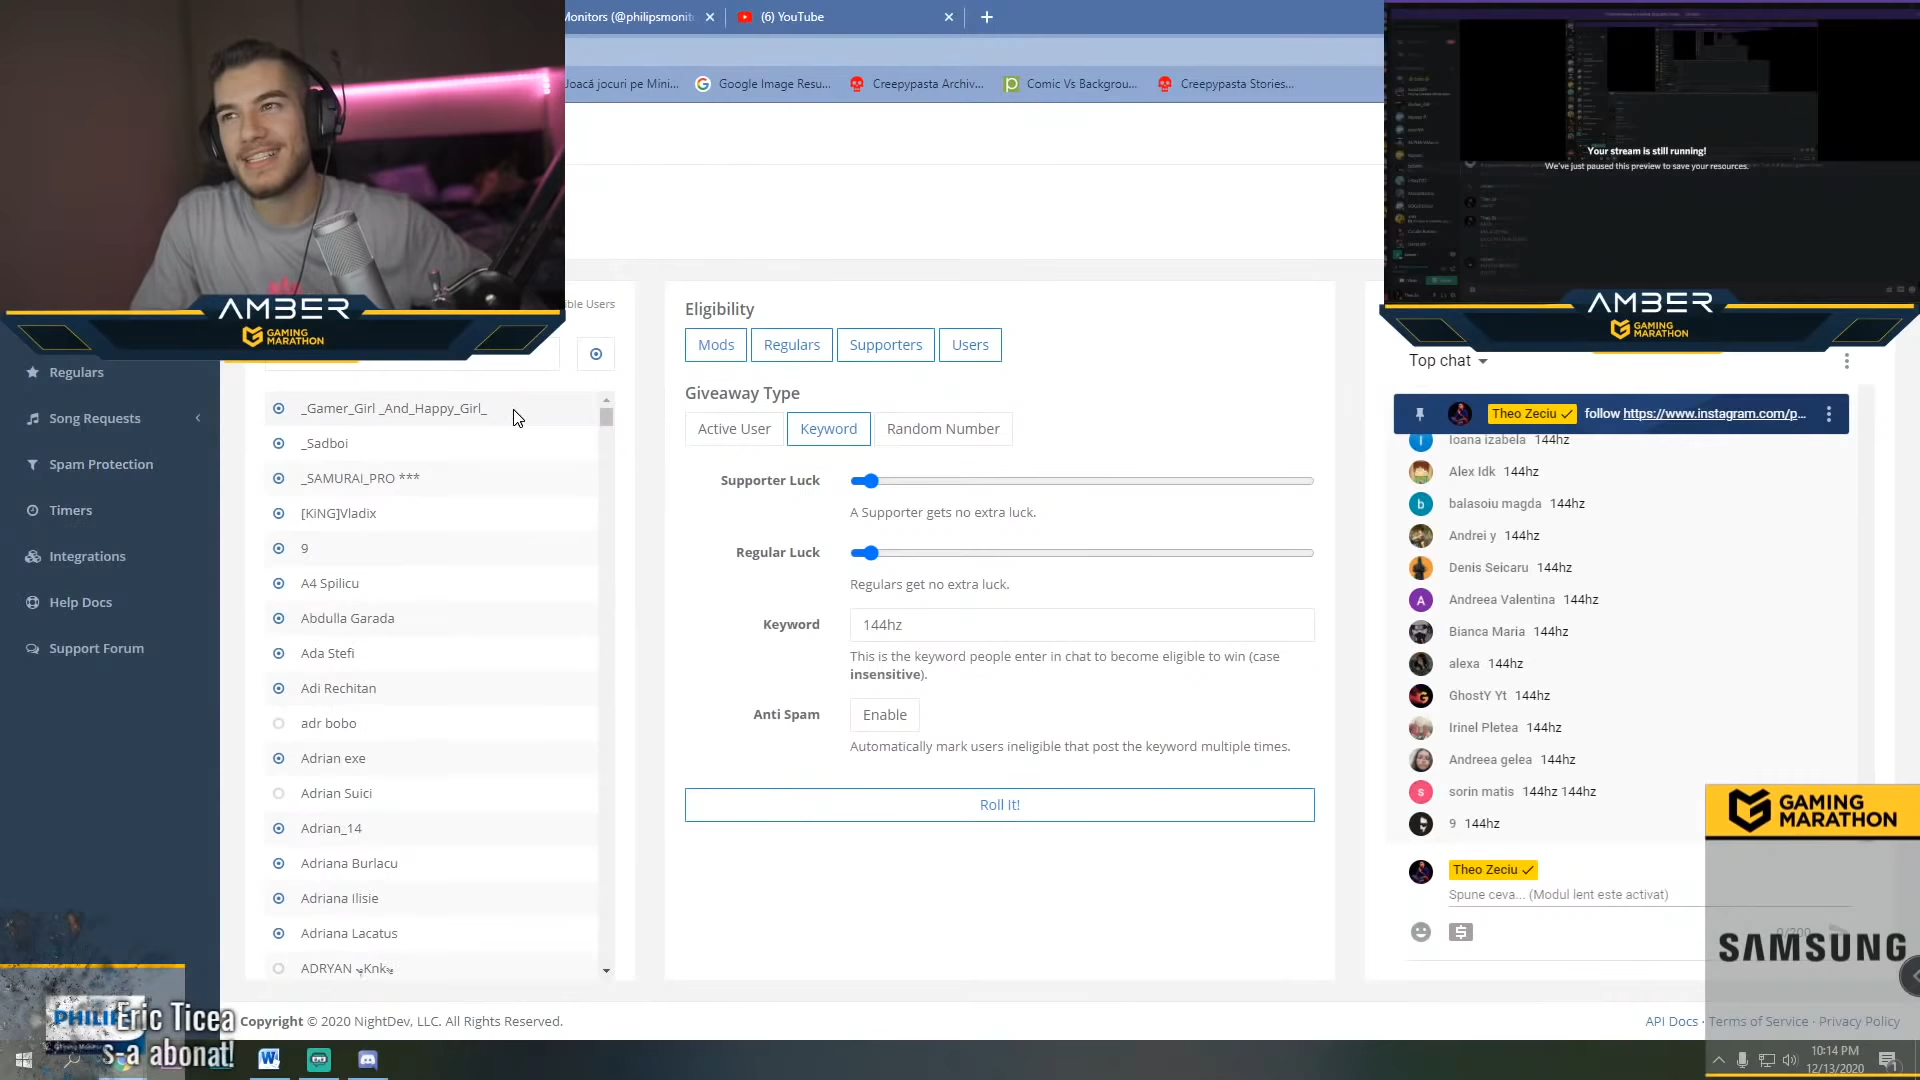 Monitors (@philipsmonit
(6) YouTube
Joacă jocuri pe Mini...
Google Image Resu...
Creepypasta Archiv...
Comic Vs Backgrou...
Creepypasta Stories...
AMBER
GAMING
MARATHON
Your stream is still running!
We've just paused this preview to save your resources.
AMBER
GAMING
MARATHON
Regulars
Song Requests
Spam Protection
Timers
Integrations
Help Docs
Support Forum
ible Users
_Gamer_Girl _And_Happy_Girl_
_Sadboi
_SAMURAI_PRO ***
[KiNG]Vladix
9
A4 Spilicu
Abdulla Garada
Ada Stefi
Adi Rechitan
adr bobo
Adrian exe
Adrian Suici
Adrian_14
Adriana Burlacu
Adriana Ilisie
Adriana Lacatus
ADRYAN
Eligibility
Mods
Regulars
Supporters
Users
Giveaway Type
Active User
Keyword
Random Number
Supporter Luck
A Supporter gets no extra luck.
Regular Luck
Regulars get no extra luck.
Keyword
144hz
This is the keyword people enter in chat to become eligible to win (case
insensitive).
Anti Spam
Enable
Automatically mark users ineligible that post the keyword multiple times.
Roll It!
Top chat
Theo Zeciu follow https://www.instagram.com/p...
Ioana izabela 144hz
Alex Idk 144hz
balasoiu magda 144hz
Andrei y 144hz
Denis Seicaru 144hz
Andreea Valentina 144hz
Bianca Maria 144hz
alexa 144hz
GhostY Yt 144hz
Irinel Pletea 144hz
Andreea gelea 144hz
sorin matis 144hz 144hz
9 144hz
Theo Zeciu
Spune ceva... (Modul lent este activat)
0/200
GAMING
MARATHON
SAMSUNG
PHILIP
Eric Ticea
s-a abonat!
Copyright © 2020 NightDev, LLC. All Rights Reserved.
API Docs · Terms of Service · Privacy Policy
10:14 PM
12/13/2020